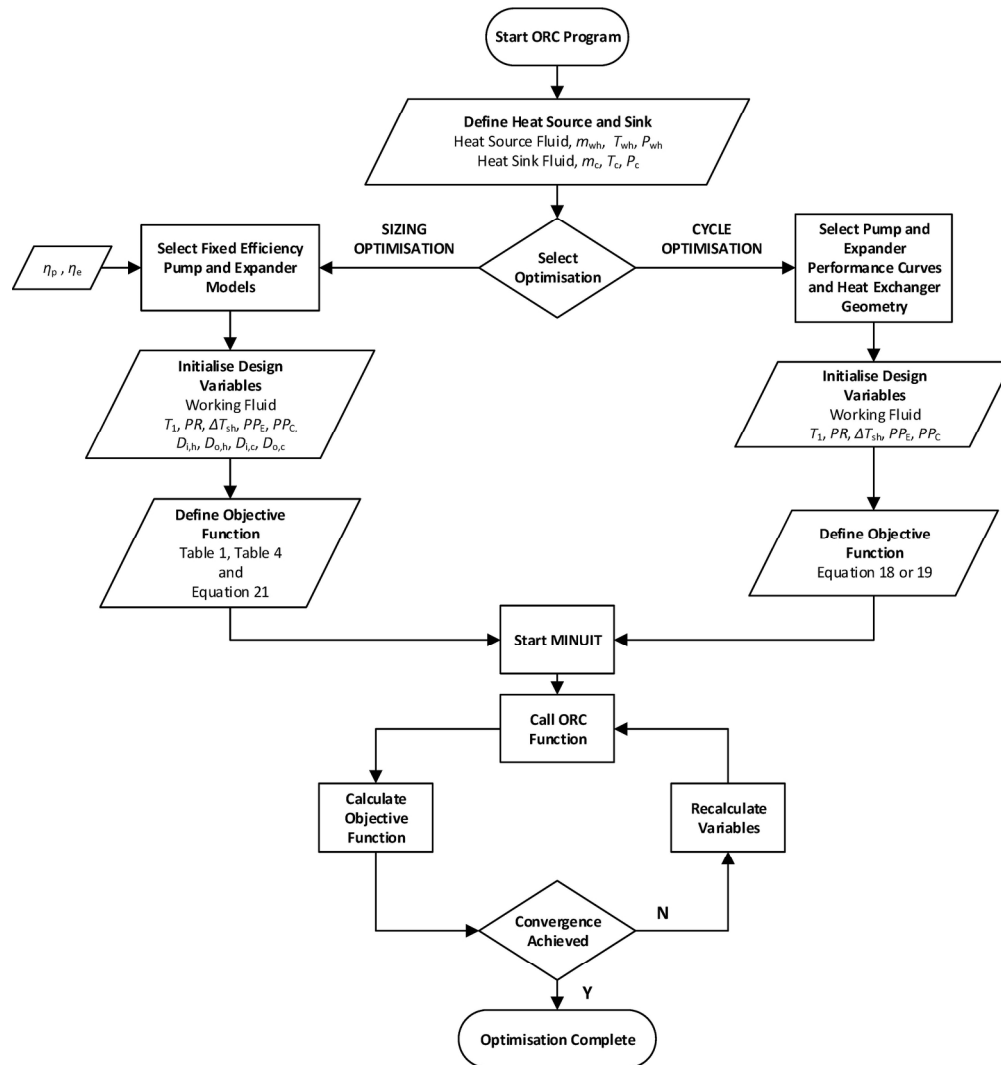 Start ORC Program
Define Heat Source and Sink
Heat Source Fluid, mwh, Twh, Pwh
Heat Sink Fluid, mc, Tc, Pc
SIZING
OPTIMISATION
CYCLE
OPTIMISATION
Select
Optimisation
ηp , ηe
Select Fixed Efficiency
Pump and Expander
Models
Select Pump and
Expander
Performance Curves
and Heat Exchanger
Geometry
Initialise Design
Variables
Working Fluid
T1, PR, ΔTsh, PPE, PPC.
Di,h, Do,h, Di,c, Do,c
Initialise Design
Variables
Working Fluid
T1, PR, ΔTsh, PPE, PPC
Define Objective
Function
Table 1, Table 4
and
Equation 21
Define Objective
Function
Equation 18 or 19
Start MINUIT
Call ORC
Function
Calculate
Objective
Function
Recalculate
Variables
Convergence
Achieved
N
Y
Optimisation Complete